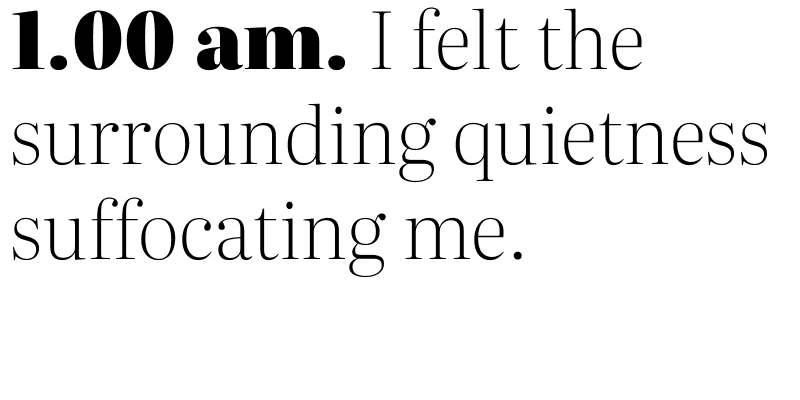 1.00 am. I felt the
surrounding quietness
suffocating me.